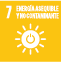 7 ENERGÍA ASEQUIBLE
Y NO CONTAMINANTE